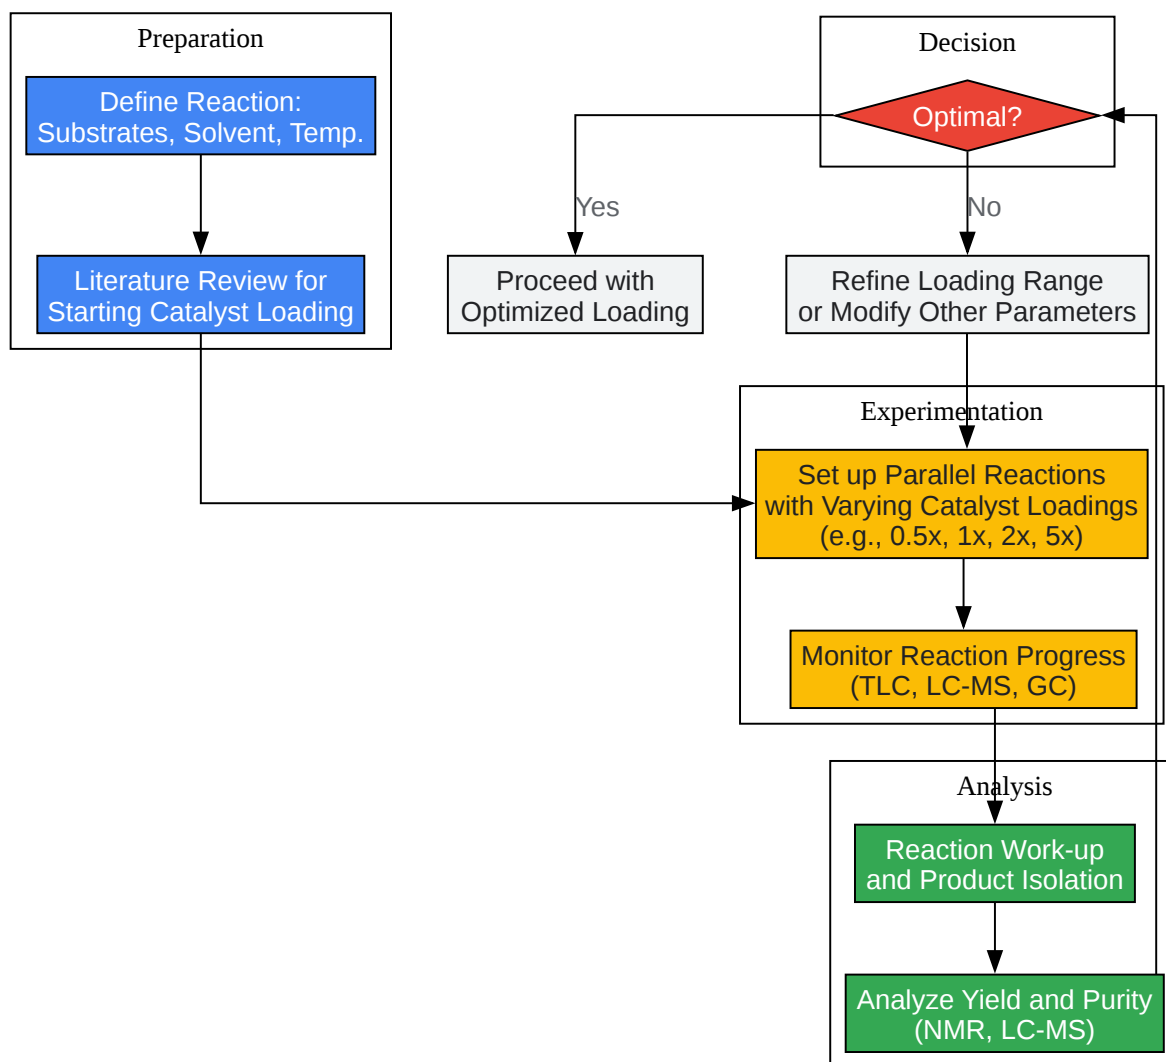 Preparation
Define Reaction:
Substrates, Solvent, Temp.
Literature Review for
Starting Catalyst Loading
Decision
Optimal?
Yes
No
Proceed with
Optimized Loading
Refine Loading Range
or Modify Other Parameters
Experimentation
Set up Parallel Reactions
with Varying Catalyst Loadings
(e.g., 0.5x, 1x, 2x, 5x)
Monitor Reaction Progress
(TLC, LC-MS, GC)
Analysis
Reaction Work-up
and Product Isolation
Analyze Yield and Purity
(NMR, LC-MS)